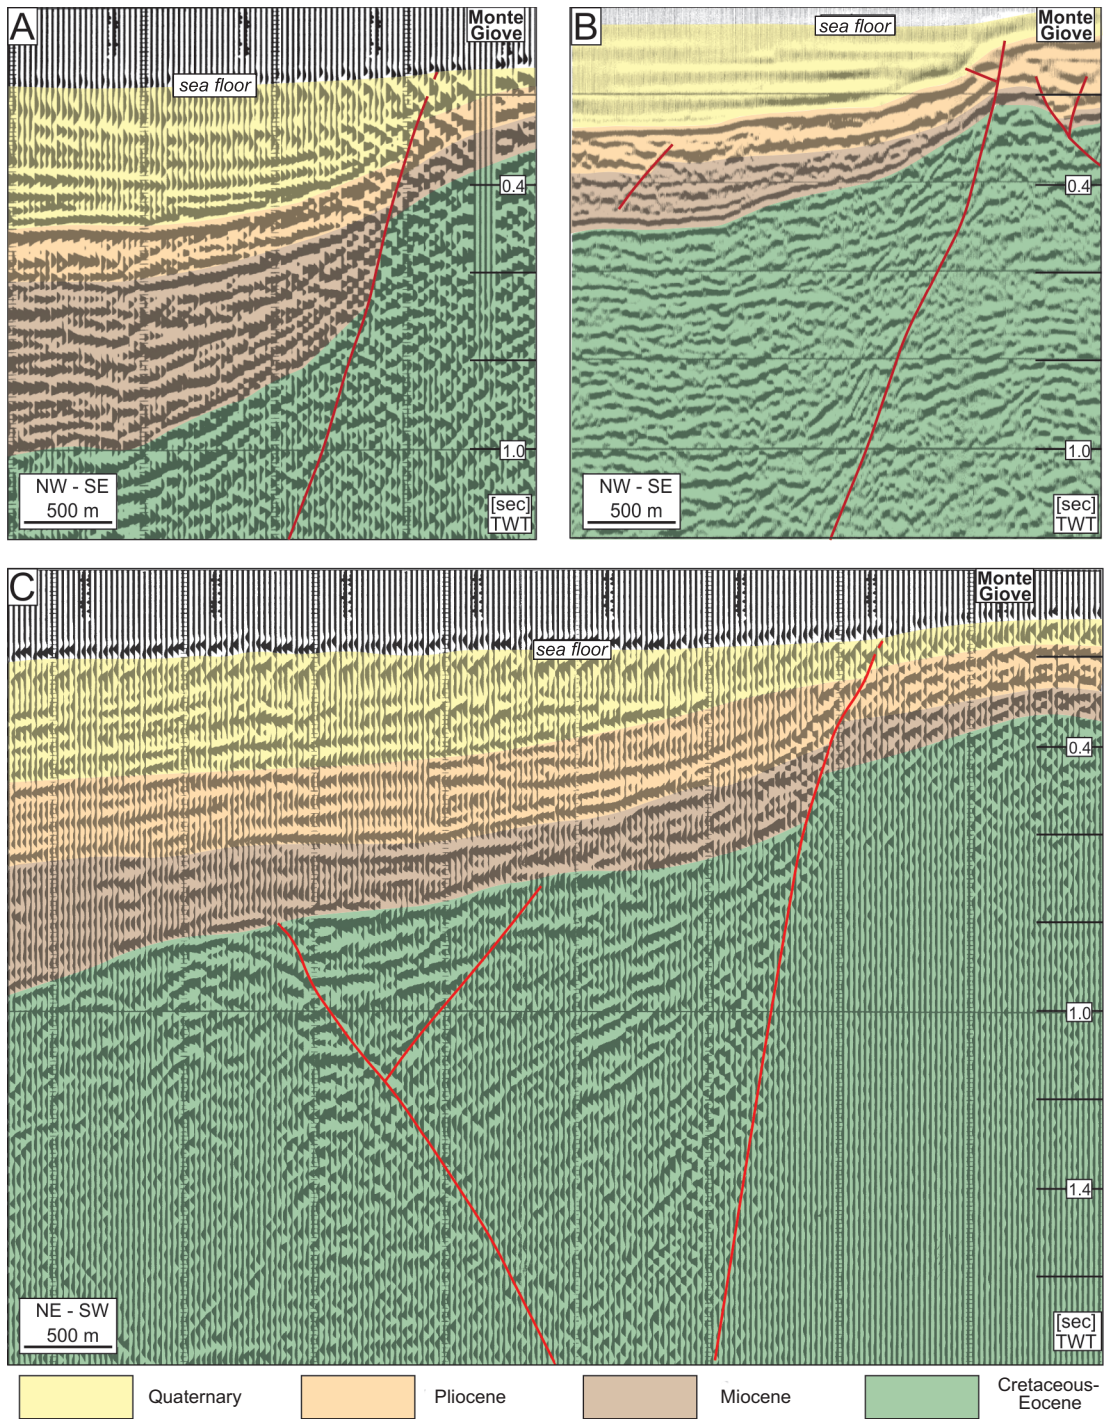 A
Monte
Giove
sea floor
0.4
1.0
NW - SE
500 m
[sec]
TWT
B
Monte
Giove
sea floor
0.4
1.0
NW - SE
500 m
[sec]
TWT
C
Monte
Giove
sea floor
0.4
1.0
1.4
NE - SW
500 m
[sec]
TWT
Quaternary
Pliocene
Miocene
Cretaceous-
Eocene